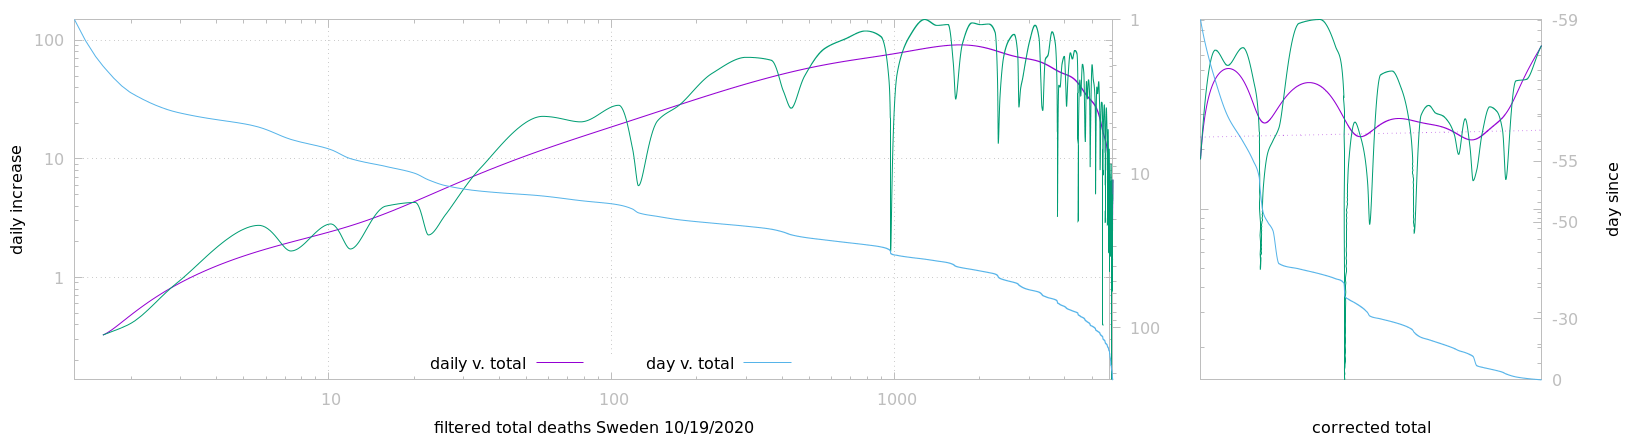 100
10
1
daily increase
daily v. total
day v. total
10
100
1000
filtered total deaths Sweden 10/19/2020
1
10
100
-59
-55
-50
-30
0
day since
corrected total